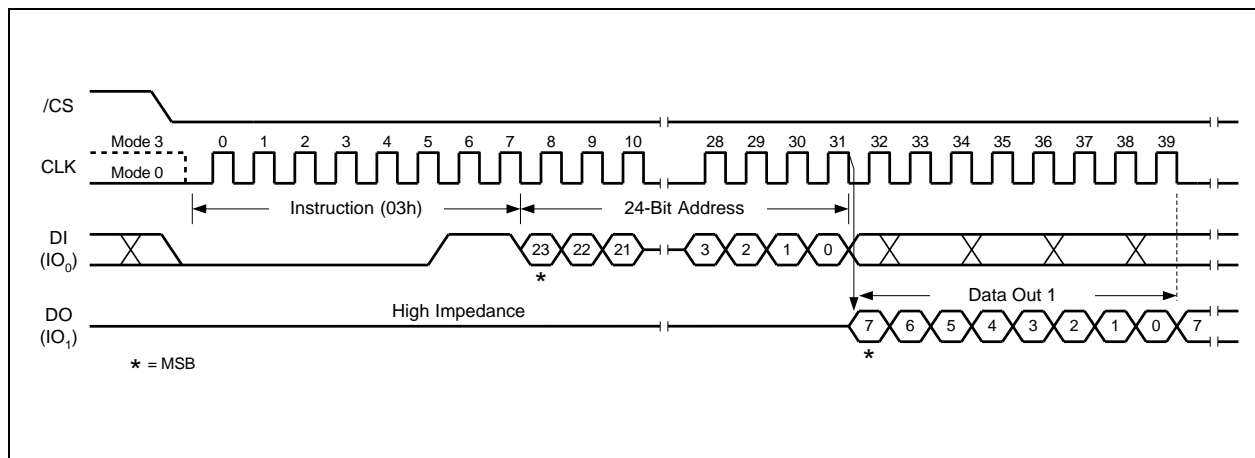 /CS
Mode 3 0 1 2 3 4 5 6 7 8 9 10 28 29 30 31 32 33 34 35 36 37 38 39
CLK
Mode 0
Instruction (03h) 24-Bit Address
DI
(IO0)
23 22 21 3 2 1 0
*
Data Out 1
High Impedance
DO
(IO1)
7 6 5 4 3 2 1 0 7
*
* = MSB